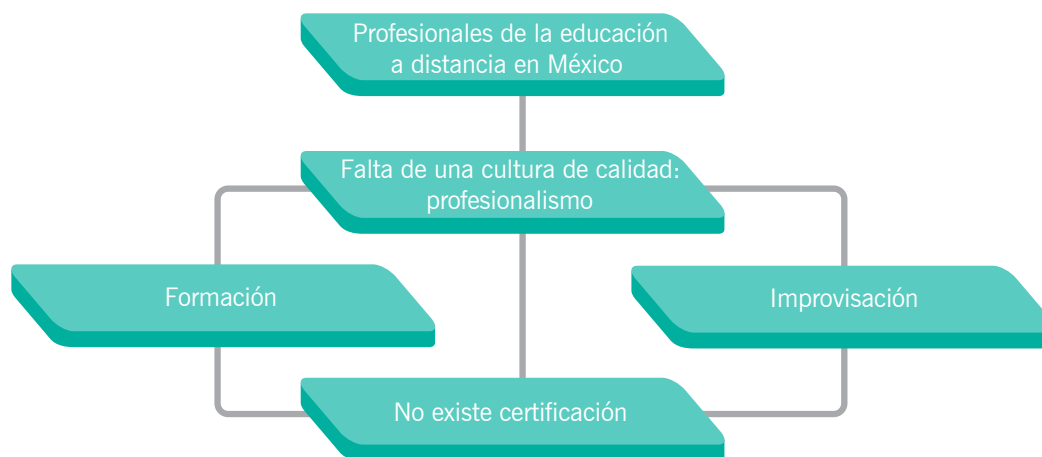 Profesionales de la educación
a distancia en México
Falta de una cultura de calidad:
profesionalismo
Formación
Improvisación
No existe certificación